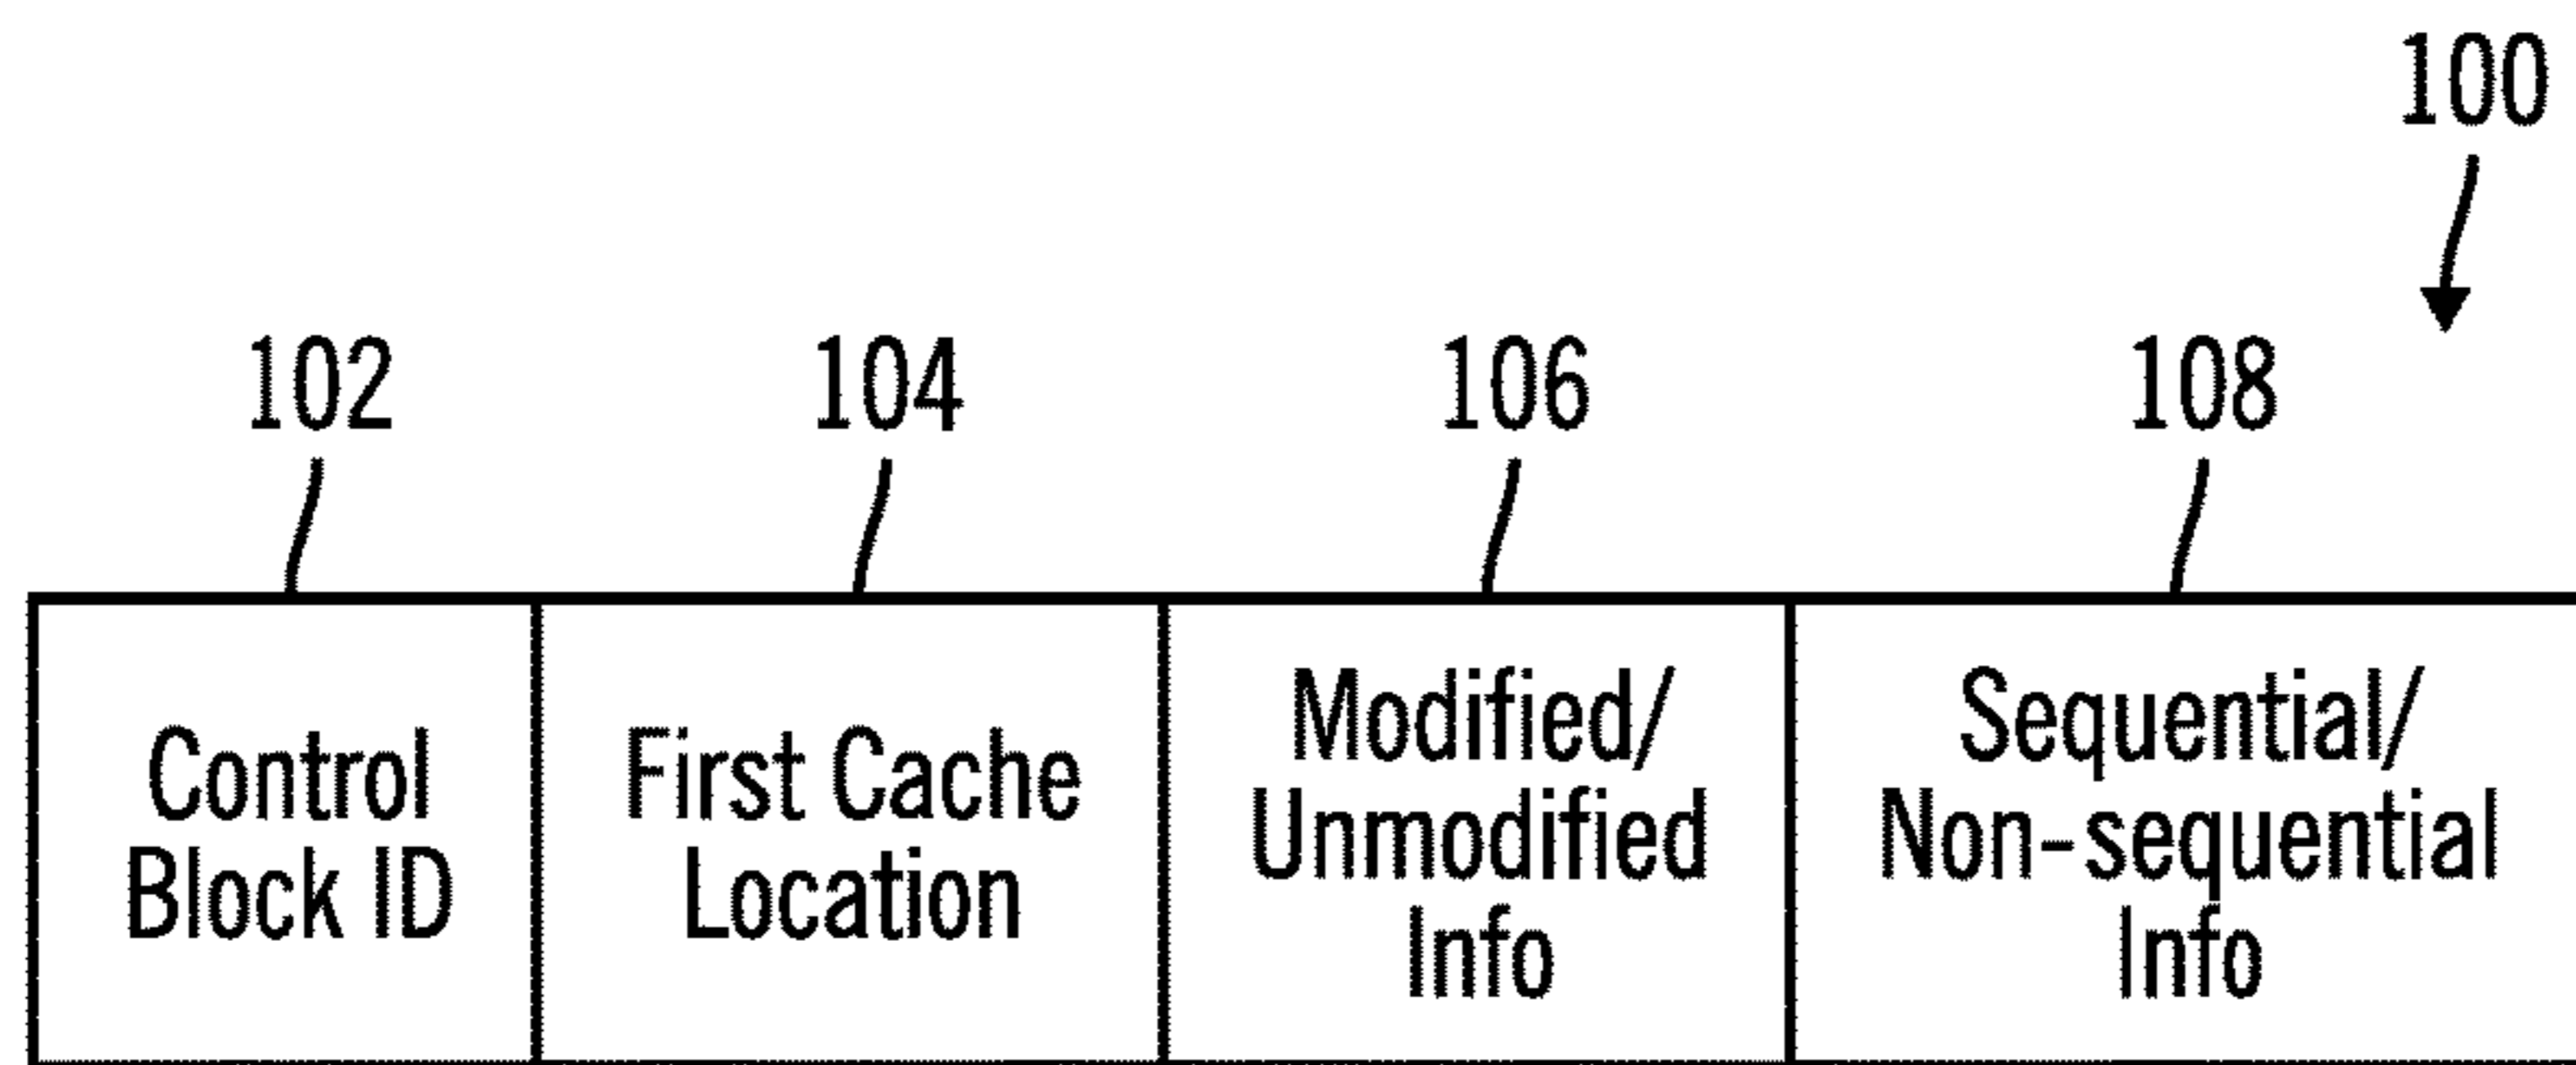 100
102
104
106
108
Control
Block ID
First Cache
Location
Modified/
Unmodified
Info
Sequential/
Non-sequential
Info